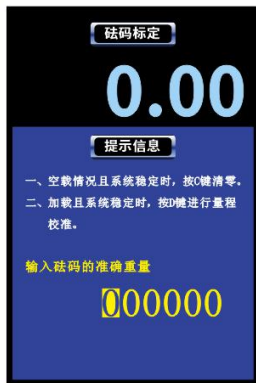 砝码标定
0.00
提示信息
一、空载情况且系统稳定时，按C键清零。
二、加载且系统稳定时，按D键进行量程
校准。
输入砝码的准确重量
000000